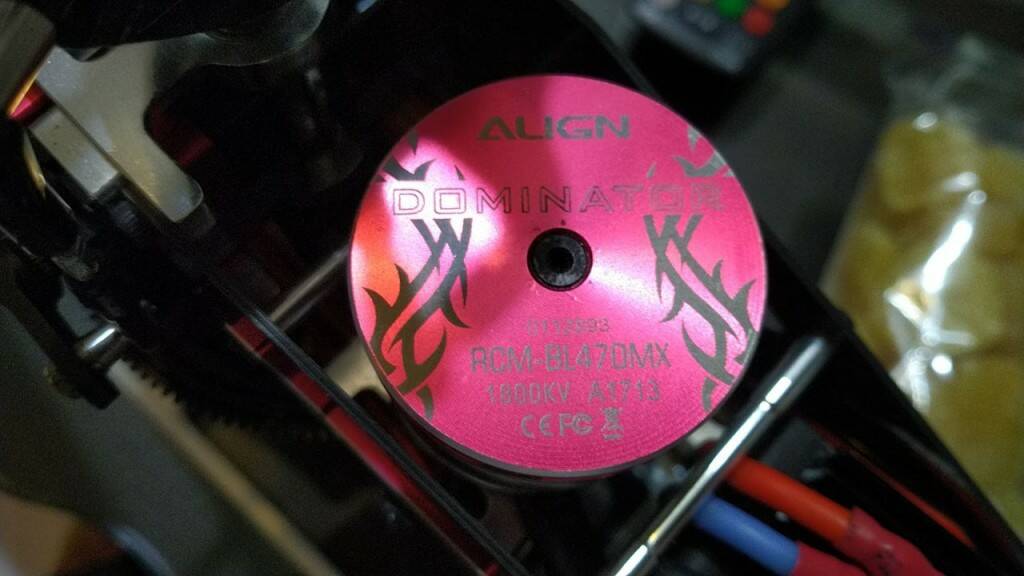 ALIGN
DOMINATOR
RCM-BL470MX
1800KV A1713
CE FC